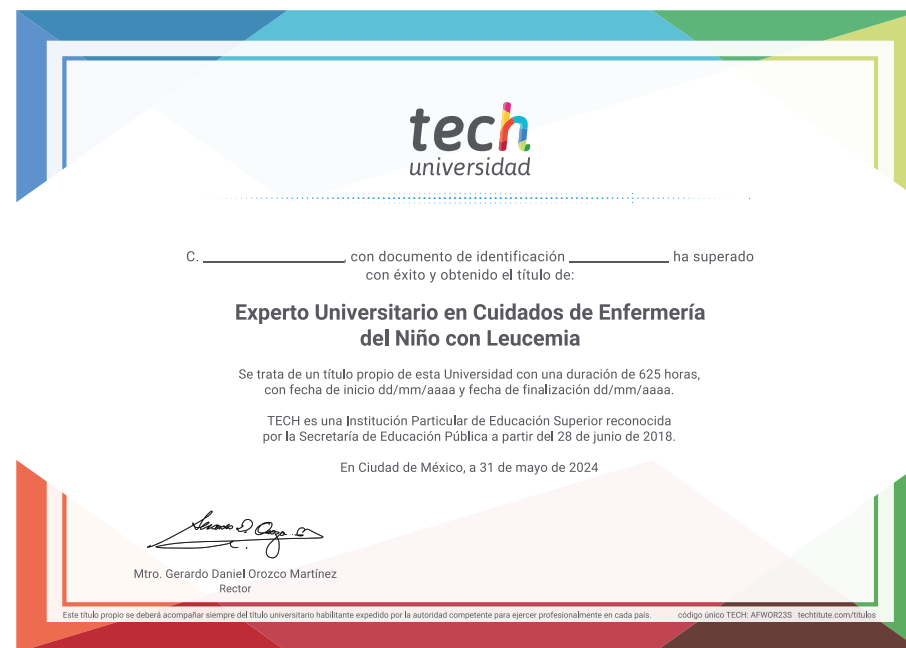 tech
universidad
C. ____________________, con documento de identificación ______________ ha superado
con éxito y obtenido el título de:
Experto Universitario en Cuidados de Enfermería
del Niño con Leucemia
Se trata de un título propio de esta Universidad con una duración de 625 horas,
con fecha de inicio dd/mm/aaaa y fecha de finalización dd/mm/aaaa.
TECH es una Institución Particular de Educación Superior reconocida
por la Secretaría de Educación Pública a partir del 28 de junio de 2018.
En Ciudad de México, a 31 de mayo de 2024
Mtro. Gerardo Daniel Orozco Martínez
Rector
Este título propio se deberá acompañar siempre del título universitario habilitante expedido por la autoridad competente para ejercer profesionalmente en cada país.
código único TECH: AFWOR23S techtitute.com/titulos